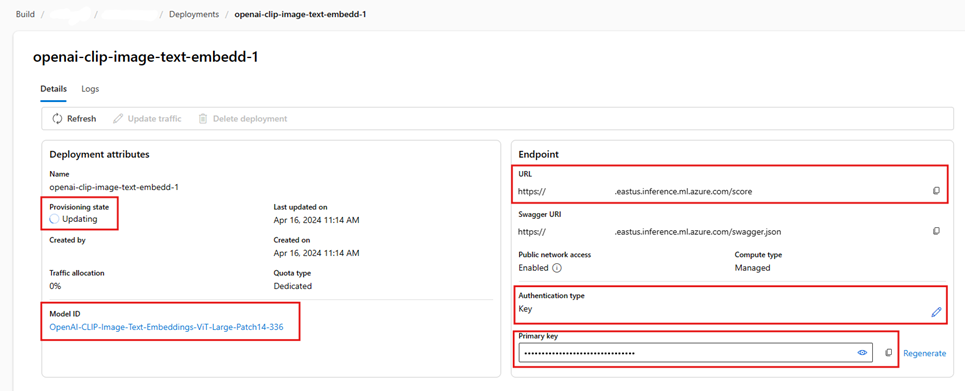 Build / / / Deployments / openai-clip-image-text-embedd-1
openai-clip-image-text-embedd-1
Details Logs
Refresh Update traffic Delete deployment
Deployment attributes
Name
openai-clip-image-text-embedd-1
Provisioning state Last updated on
Updating Apr 16, 2024 11:14 AM
Created by Created on
Apr 16, 2024 11:14 AM
Traffic allocation Quota type
0% Dedicated
Model ID
OpenAI-CLIP-Image-Text-Embeddings-ViT-Large-Patch14-336
Endpoint
URL
https:// .eastus.inference.ml.azure.com/score
Swagger URI
https:// .eastus.inference.ml.azure.com/swagger.json
Public network access Compute type
Enabled Managed
Authentication type
Key
Primary key
•••••••••••••••••••••••••••••••• Regenerate